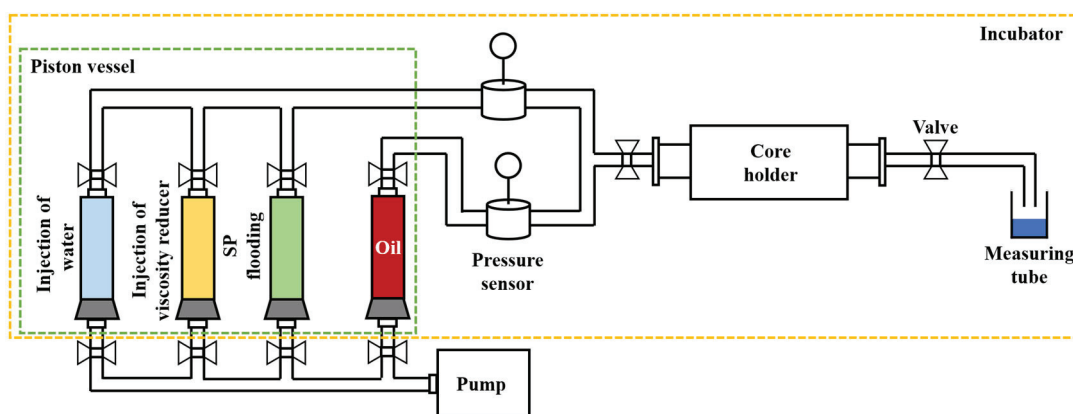 Incubator
Piston vessel
Injection of
water
Injection of
viscosity reducer
SP
flooding
Oil
Pressure
sensor
Core
holder
Valve
Measuring
tube
Pump